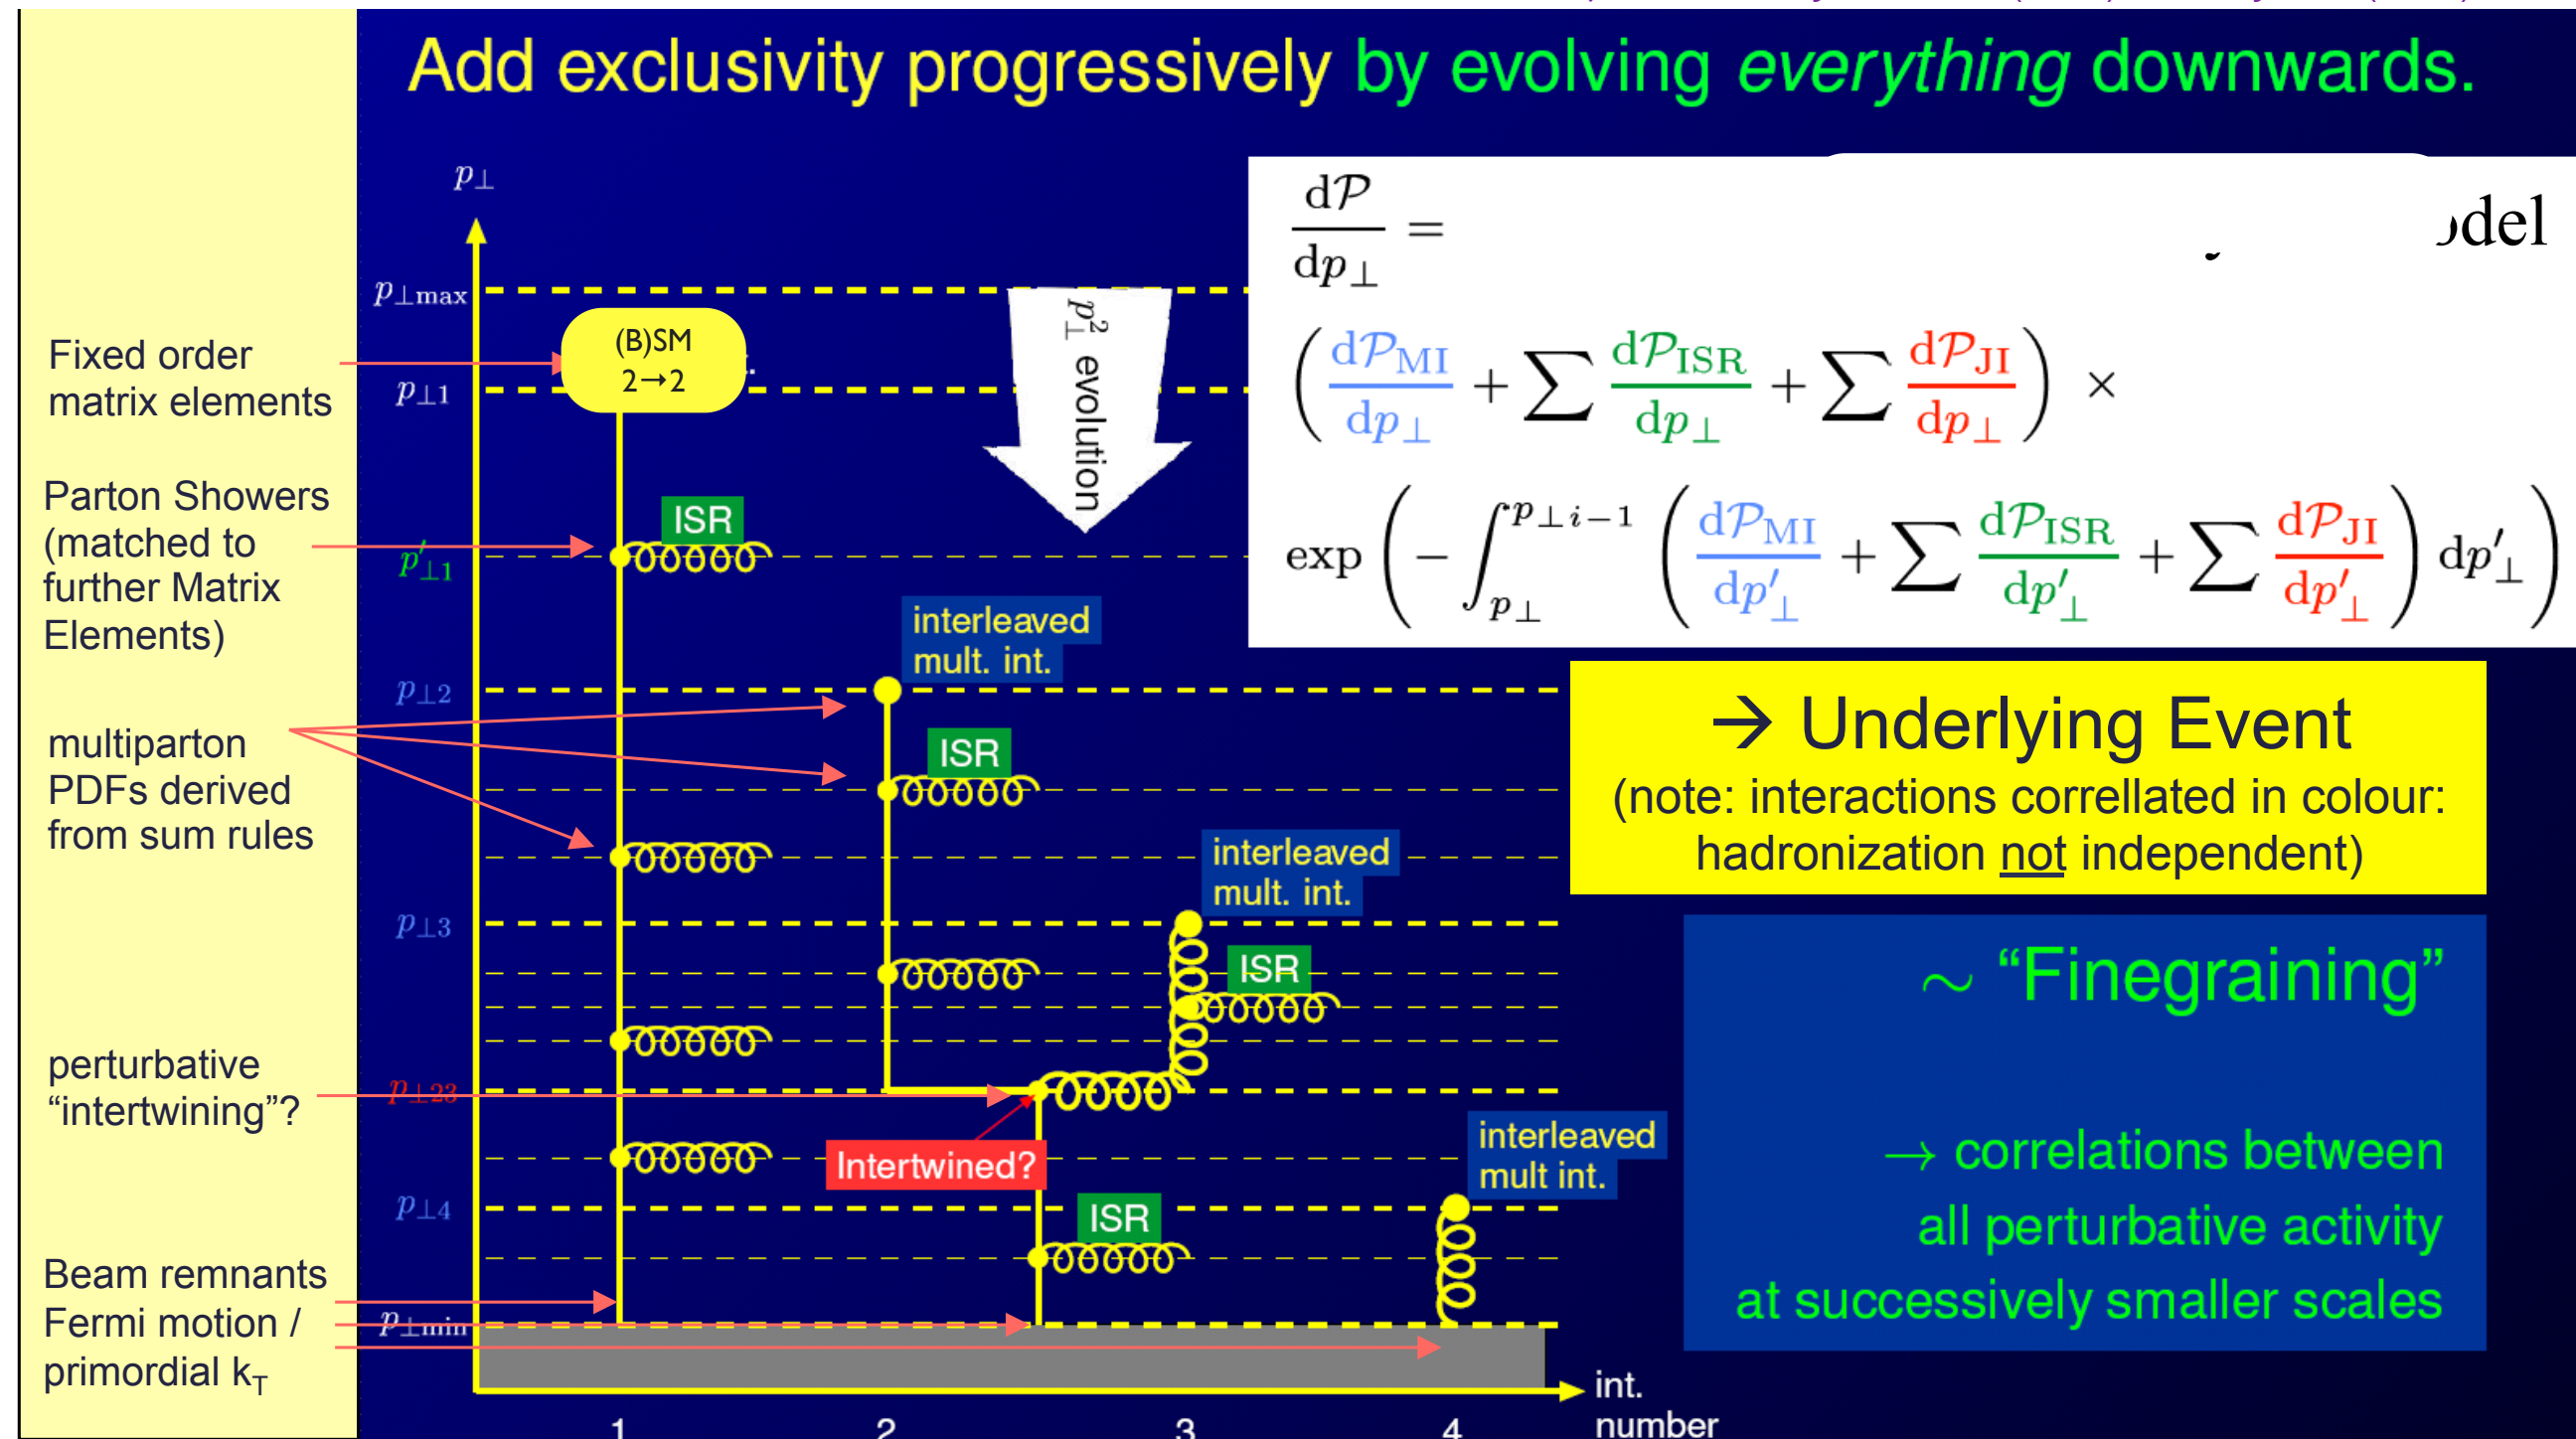 Add exclusivity progressively by evolving everything downwards.
p⊥
p⊥max
p⊥1
p′⊥1
p⊥2
p⊥3
p⊥23
p⊥4
p⊥min
Fixed order
matrix elements
Parton Showers
(matched to
further Matrix
Elements)
multiparton
PDFs derived
from sum rules
perturbative
“intertwining”?
Beam remnants
Fermi motion /
primordial kT
(B)SM
2→2
p²⊥ evolution
ISR
interleaved
mult. int.
ISR
interleaved
mult. int.
ISR
Intertwined?
ISR
interleaved
mult int.
int.
number
1 2 3 4
dP/dp⊥ =
(dP_MI/dp⊥ + ∑ dP_ISR/dp⊥ + ∑ dP_JI/dp⊥) ×
exp(− ∫_{p⊥}^{p⊥i−1} (dP_MI/dp′⊥ + ∑ dP_ISR/dp′⊥ + ∑ dP_JI/dp′⊥) dp′⊥)
→ Underlying Event
(note: interactions correllated in colour:
hadronization not independent)
~ “Finegraining”
→ correlations between
all perturbative activity
at successively smaller scales